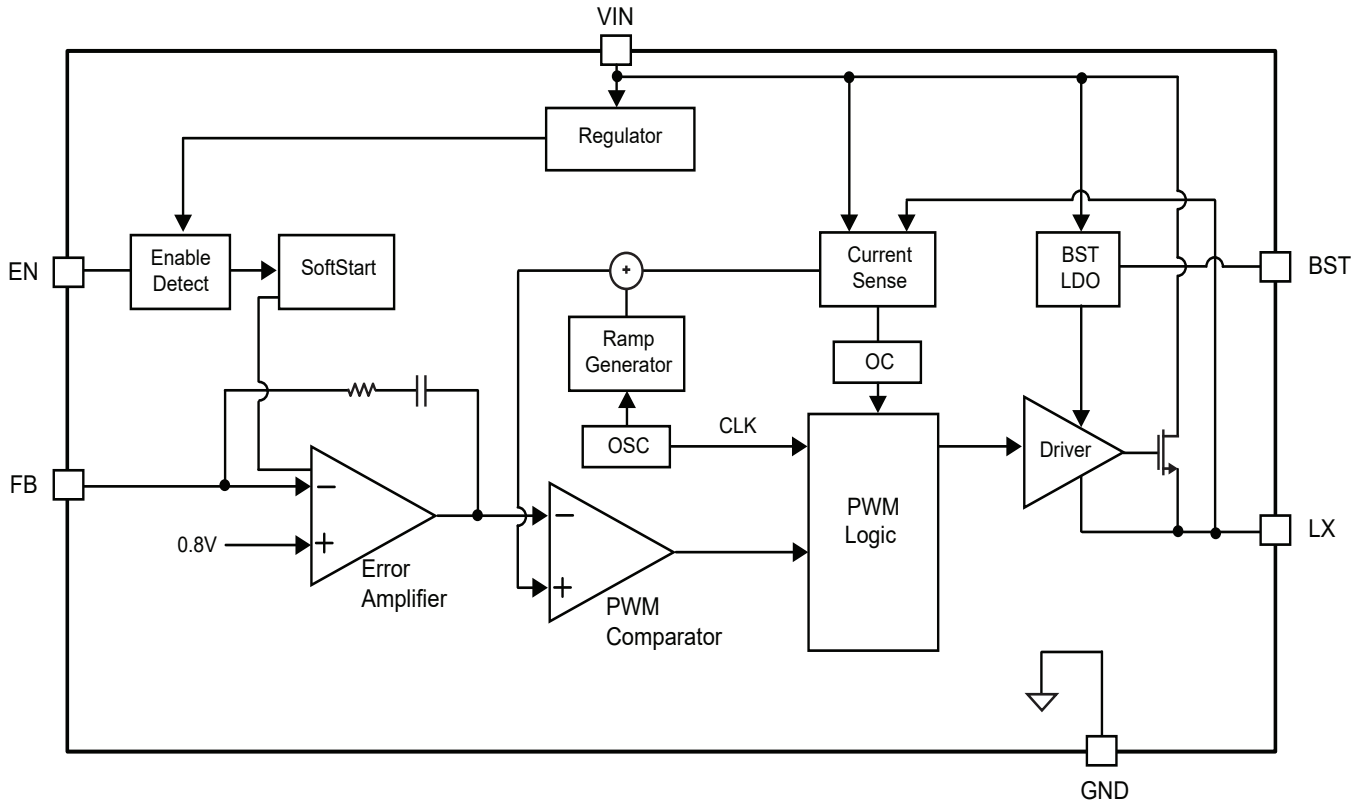 VIN
Regulator
EN
Enable
Detect
SoftStart
+
Current
Sense
BST
LDO
BST
Ramp
Generator
OC
OSC
CLK
Driver
FB
−
+
0.8V
Error
Amplifier
−
+
PWM
Comparator
PWM
Logic
LX
GND